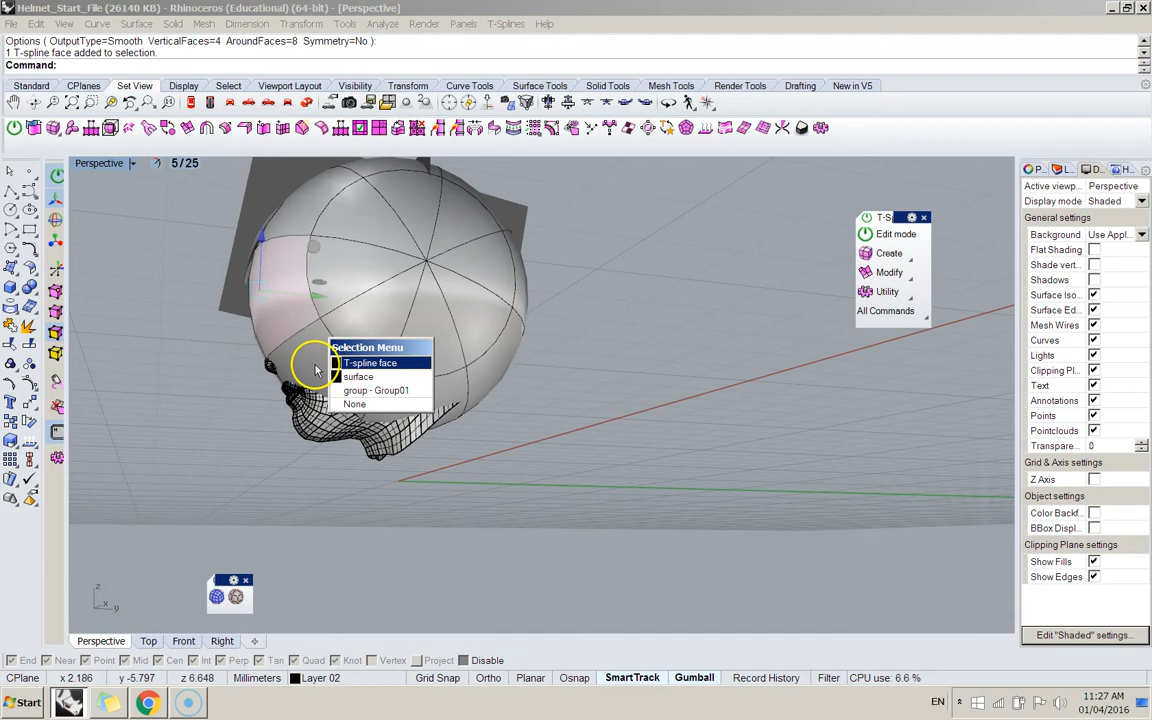 Helmet_Start_File (26140 KB) - Rhinoceros (Educational) (64-bit) - [Perspective]
File Edit View Curve Surface Solid Mesh Dimension Transform Tools Analyze Render Panels T-Splines Help
Options ( OutputType=Smooth VerticalFaces=4 AroundFaces=8 Symmetry=No ):
1 T-spline face added to selection.
Command:
Standard CPlanes Set View Display Select Viewport Layout Visibility Transform Curve Tools Surface Tools Solid Tools Mesh Tools Render Tools Drafting New in V5
Perspective 5/25
Selection Menu
T-spline face
surface
group - Group01
None
Edit mode
Create
Modify
Utility
All Commands
Active viewp... Perspective
Display mode Shaded
General settings
Background Use Appl...
Flat Shading
Shade vert...
Shadows
Surface Iso...
Surface Ed...
Mesh Wires
Curves
Lights
Clipping Pl...
Text
Annotations
Points
Pointclouds
Transpare... 0
Grid & Axis settings
Z Axis
Object settings
Color Backf...
BBox Displ...
Clipping Plane settings
Show Fills
Show Edges
Edit "Shaded" settings...
z
x y
Perspective Top Front Right
End Near Point Mid Cen Int Perp Tan Quad Knot Vertex Project Disable
CPlane x 2.186 y -5.797 z 6.648 Millimeters Layer 02 Grid Snap Ortho Planar Osnap SmartTrack Gumball Record History Filter CPU use: 6.6 %
Start EN 11:27 AM
01/04/2016